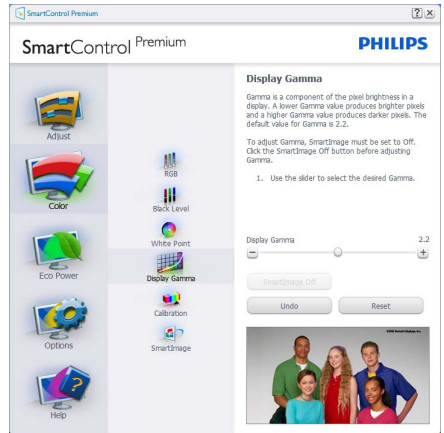 SmartControl Premium
SmartControl Premium
PHILIPS
Adjust
Color
Eco Power
Options
Help
RGB
Black Level
White Point
Display Gamma
Calibration
SmartImage
Display Gamma
Gamma is a component of the pixel brightness in a
display. A lower Gamma value produces brighter pixels
and a higher Gamma value produces darker pixels. The
default value for Gamma is 2.2.
To adjust Gamma, SmartImage must be set to Off.
Click the SmartImage Off button before adjusting
Gamma.
1. Use the slider to select the desired Gamma.
Display Gamma 2.2
SmartImage Off
Undo Reset